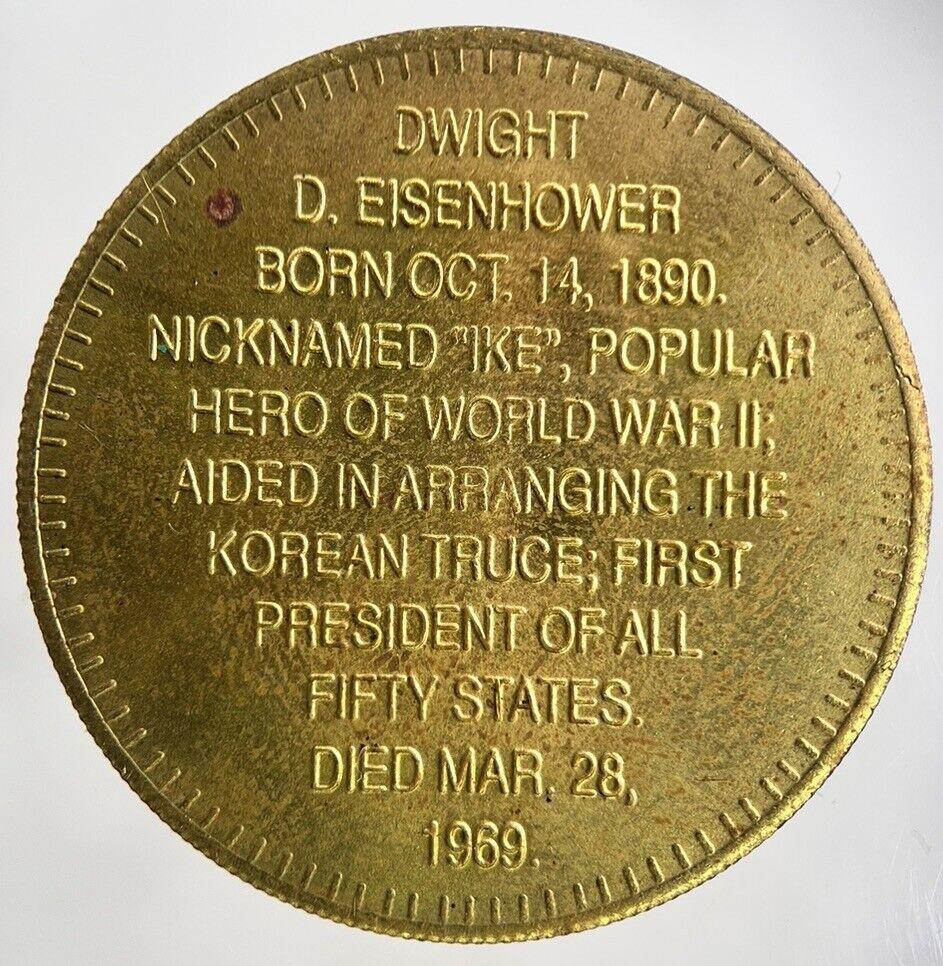 DWIGHT
D. EISENHOWER
BORN OCT. 14, 1890.
NICKNAMED "IKE", POPULAR
HERO OF WORLD WAR II;
AIDED IN ARRANGING THE
KOREAN TRUCE; FIRST
PRESIDENT OF ALL
FIFTY STATES.
DIED MAR. 28,
1969.